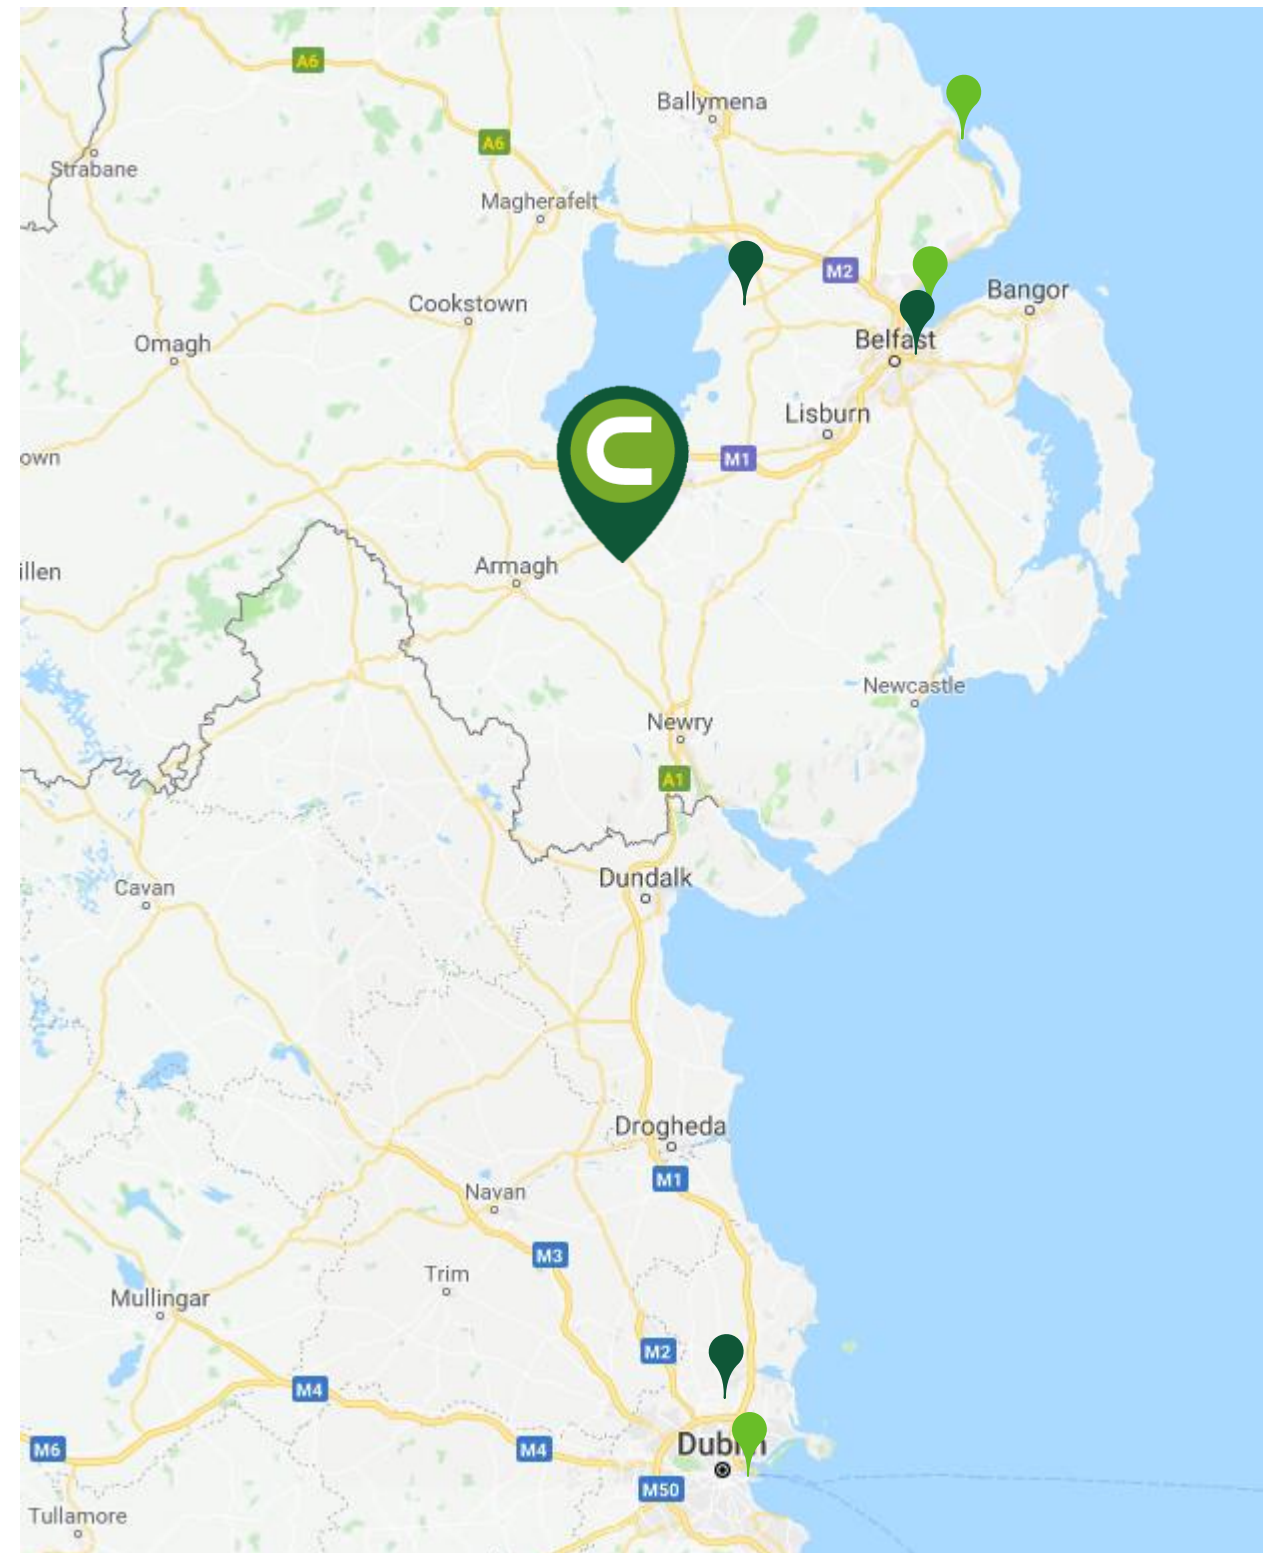 A6
Ballymena
A6
Strabane
Magherafelt
M2
Bangor
Cookstown
Omagh
Belfast
Lisburn
own
M1
C
Armagh
illen
Newcastle
Newry
A1
Dundalk
Cavan
Drogheda
M1
Navan
M3
Trim
Mullingar
M2
M4
Dublin
M6
M4
M50
Tullamore